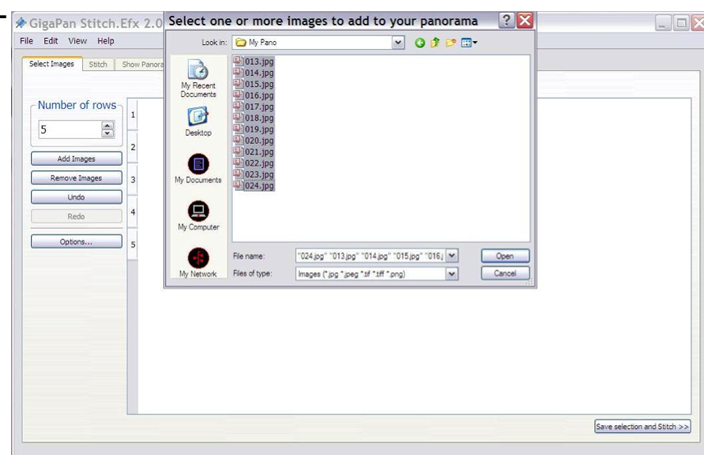 GigaPan Stitch.Efx 2.0
Select one or more images to add to your panorama
File Edit View Help
Look in: My Pano
Select Images Stitch Show Panora
My Recent Documents
Desktop
My Documents
My Computer
My Network
013.jpg
014.jpg
015.jpg
016.jpg
017.jpg
018.jpg
019.jpg
020.jpg
021.jpg
022.jpg
023.jpg
024.jpg
Number of rows
5
Add Images
Remove Images
Undo
Redo
Options...
1
2
3
4
5
File name: "024.jpg" "013.jpg" "014.jpg" "015.jpg" "016.j
Open
Files of type: Images (*.jpg *.jpeg *.tif *.tiff *.png)
Cancel
Save selection and Stitch >>